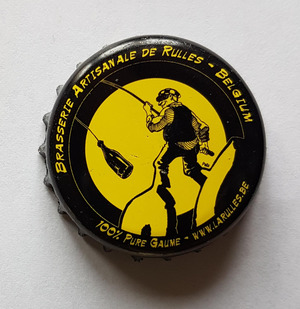 Brasserie Artisanale de Rulles - Belgium
100% Pure Gaume - www.larulles.be